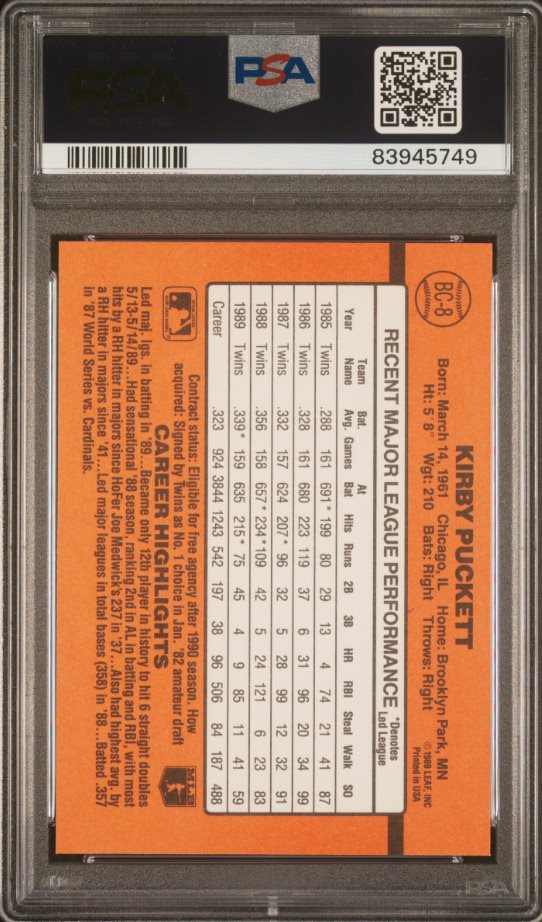 PSA
83945749
BC-8
KIRBY PUCKETT
Born: March 14, 1961 Chicago, IL Home: Brooklyn Park, MN
Ht: 5' 8" Wgt: 210 Bats: Right Throws: Right
© 1989 LEAF, INC.
Printed in USA
RECENT MAJOR LEAGUE PERFORMANCE *Denotes Led League
Year Team Name Bat. Avg. Games At Bat Hits Runs 2B 3B HR RBI Steal Walk SO
1985 Twins .288 161 691* 199 80 29 13 4 74 21 41 87
1986 Twins .328 161 680 223 119 37 6 31 96 20 34 99
1987 Twins .332 157 624 207* 96 32 5 28 99 12 32 91
1988 Twins .356 158 657* 234* 109 42 5 24 121 6 23 83
1989 Twins .339* 159 635 215* 75 45 4 9 85 11 41 59
Career .323 924 3844 1243 542 197 38 96 506 84 187 488
Contract status: Eligible for free agency after 1990 season. How
acquired: Signed by Twins as No. 1 choice in Jan. '82 amateur draft
MLB
CAREER HIGHLIGHTS
Led maj. lgs. in batting in '89...Became only 12th player in history to hit 6 straight doubles
5/13-5/14/89...Had sensational '88 season, ranking 2nd in AL in batting and RBI, with most
hits by a RH hitter in majors since HoFer Joe Medwick's 237 in '37...Also had highest avg. by
a RH hitter in majors since '41...Led major leagues in total bases (358) in '88...Batted .357
in '87 World Series vs. Cardinals.
PSA